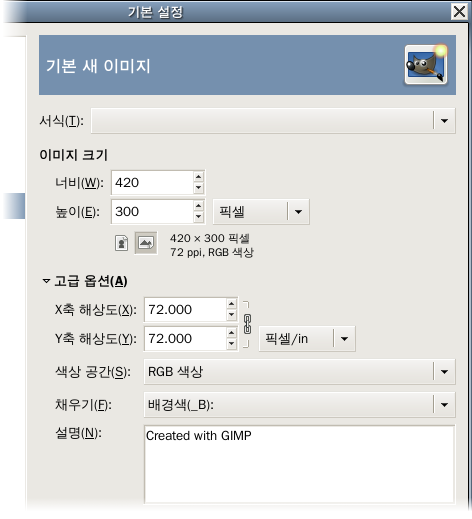 기본 설정
기본 새 이미지
서식(T):
이미지 크기
너비(W): 420
높이(E): 300 픽셀
420 × 300 픽셀
72 ppi, RGB 색상
고급 옵션(A)
X축 해상도(X): 72.000
Y축 해상도(Y): 72.000 픽셀/in
색상 공간(S): RGB 색상
채우기(F): 배경색(_B):
설명(N): Created with GIMP